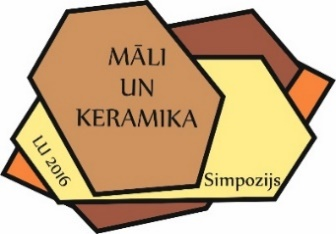 MĀLI
UN
KERAMIKA
LU 2016
Simpozijs